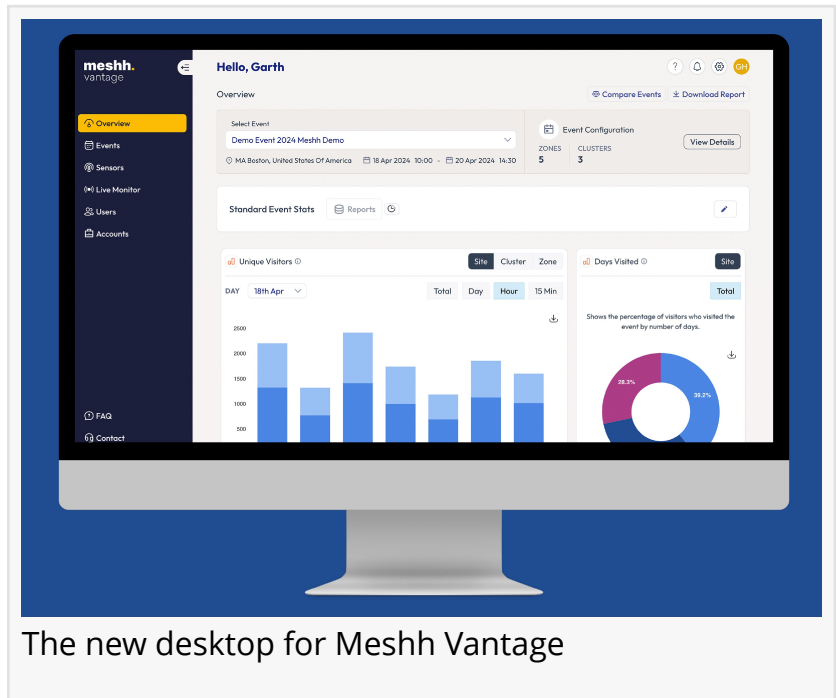 meshh.
vantage
Hello, Garth
? GH
Overview
Compare Events Download Report
Overview
Events
Sensors
Live Monitor
Users
Accounts
FAQ
Contact
Select Event
Demo Event 2024 Meshh Demo
MA Boston, United States Of America 18 Apr 2024 10:00 - 20 Apr 2024 14:30
Event Configuration
ZONES CLUSTERS
5 3
View Details
Standard Event Stats Reports
Unique Visitors Site Cluster Zone
DAY 18th Apr Total Day Hour 15 Min
2500
2000
1500
1000
500
Days Visited Site
Total
Shows the percentage of visitors who visited the
event by number of days.
28.3%
39.2%
The new desktop for Meshh Vantage